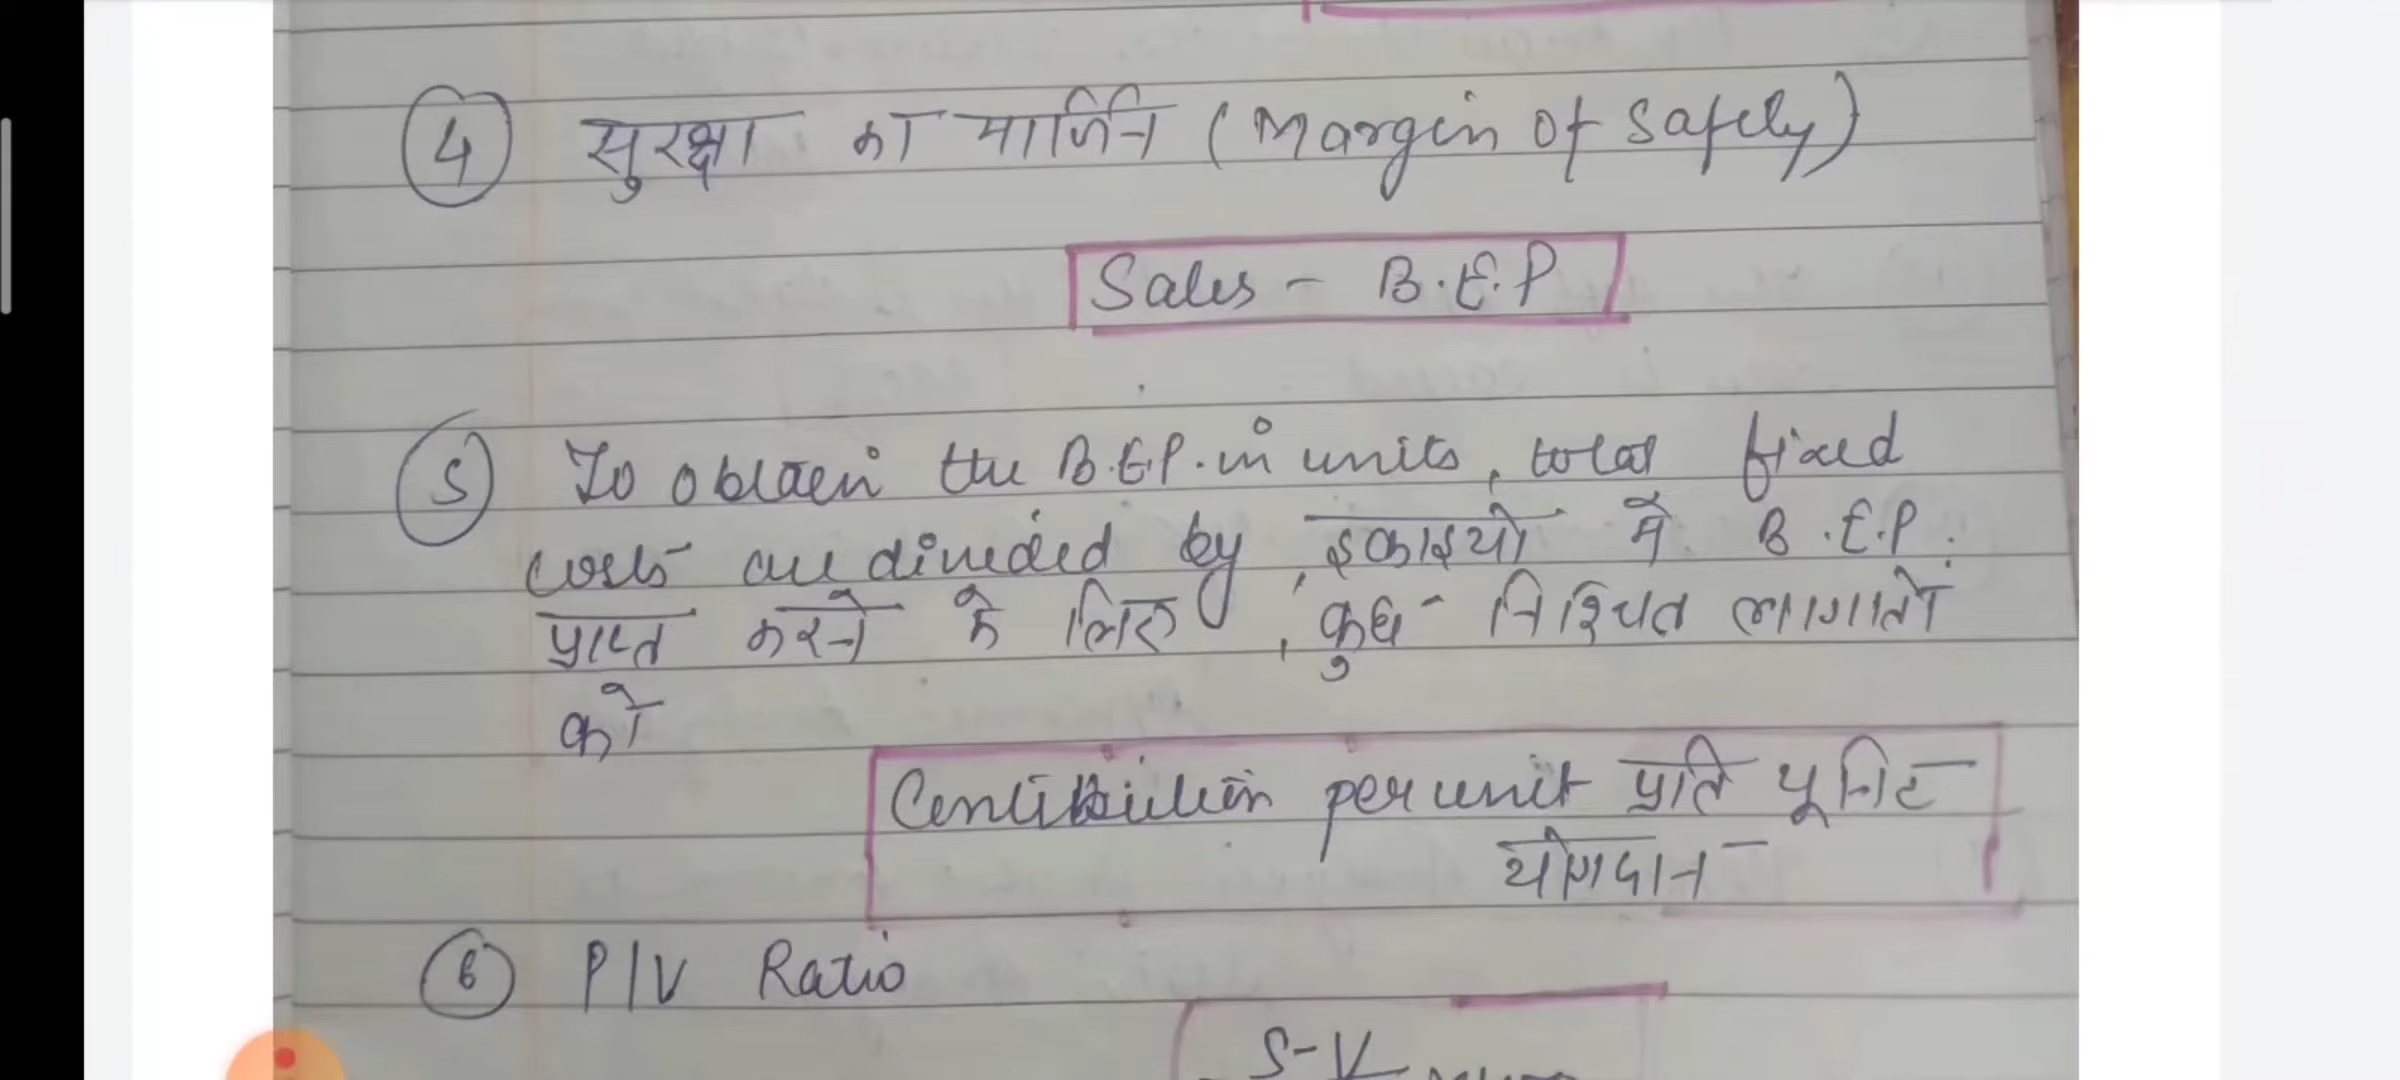 4 सुरक्षा का मार्जिन (Margin of Safety)
Sales - B.E.P
5 To obtain the B.E.P. in units, total fixed
costs are divided by, इकाइयो मे B.E.P.
प्राप्त करने के लिए, कुछ निश्चित लागातो
को
Contribution per unit प्रति यूनिट
योगदान
6 P/V Ratio
S-V